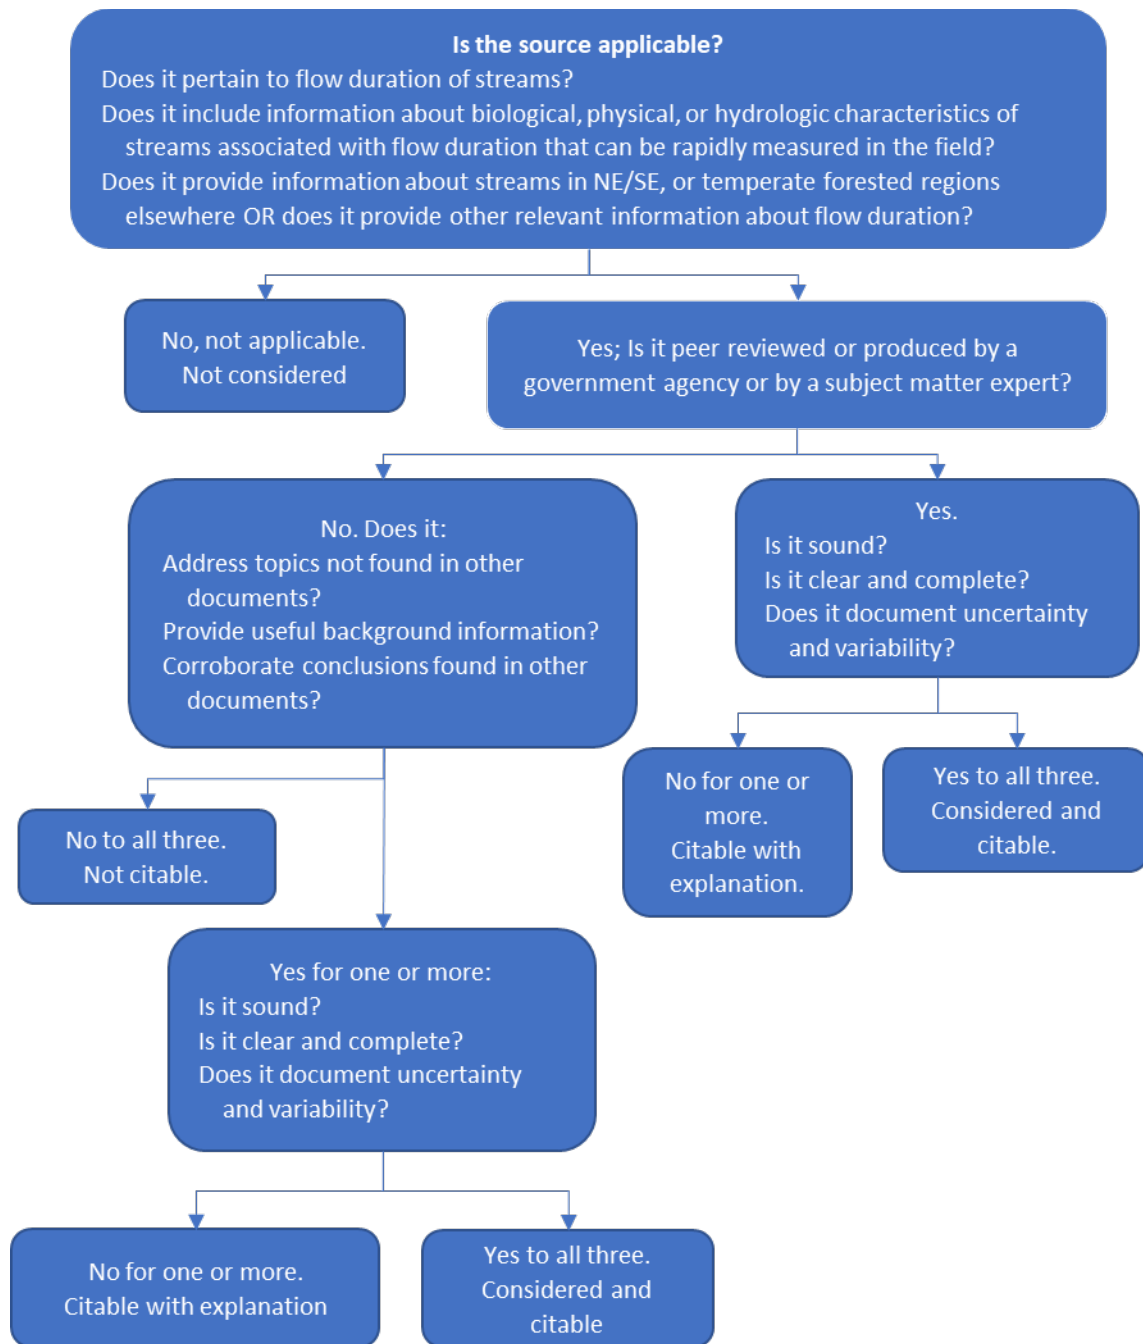 Is the source applicable?
Does it pertain to flow duration of streams?
Does it include information about biological, physical, or hydrologic characteristics of
streams associated with flow duration that can be rapidly measured in the field?
Does it provide information about streams in NE/SE, or temperate forested regions
elsewhere OR does it provide other relevant information about flow duration?
No, not applicable.
Not considered
Yes; Is it peer reviewed or produced by a
government agency or by a subject matter expert?
No. Does it:
Address topics not found in other
documents?
Provide useful background information?
Corroborate conclusions found in other
documents?
Yes.
Is it sound?
Is it clear and complete?
Does it document uncertainty
and variability?
No to all three.
Not citable.
No for one or
more.
Citable with
explanation.
Yes to all three.
Considered and
citable.
Yes for one or more:
Is it sound?
Is it clear and complete?
Does it document uncertainty
and variability?
No for one or more.
Citable with explanation
Yes to all three.
Considered and
citable